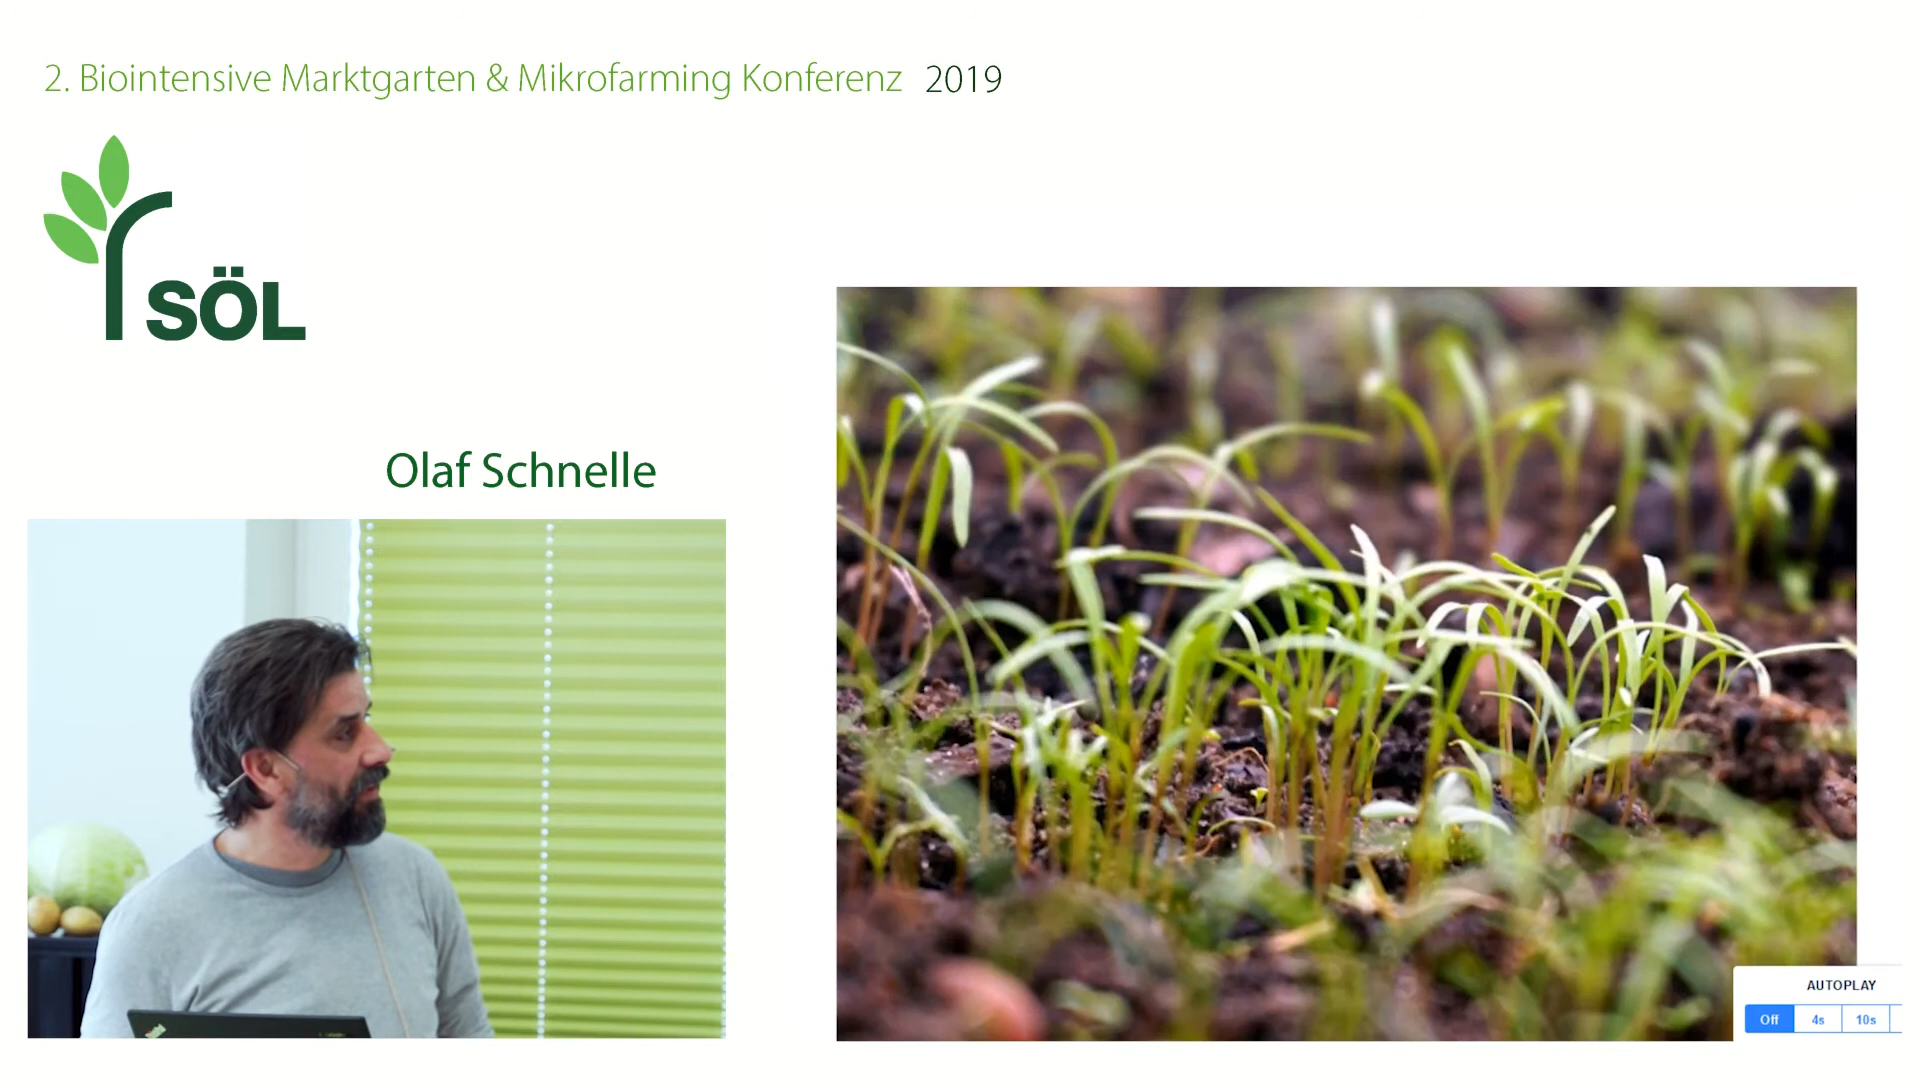 2. Biointensive Marktgarten & Mikrofarming Konferenz 2019
SÖL
Olaf Schnelle
AUTOPLAY
Off 4s 10s